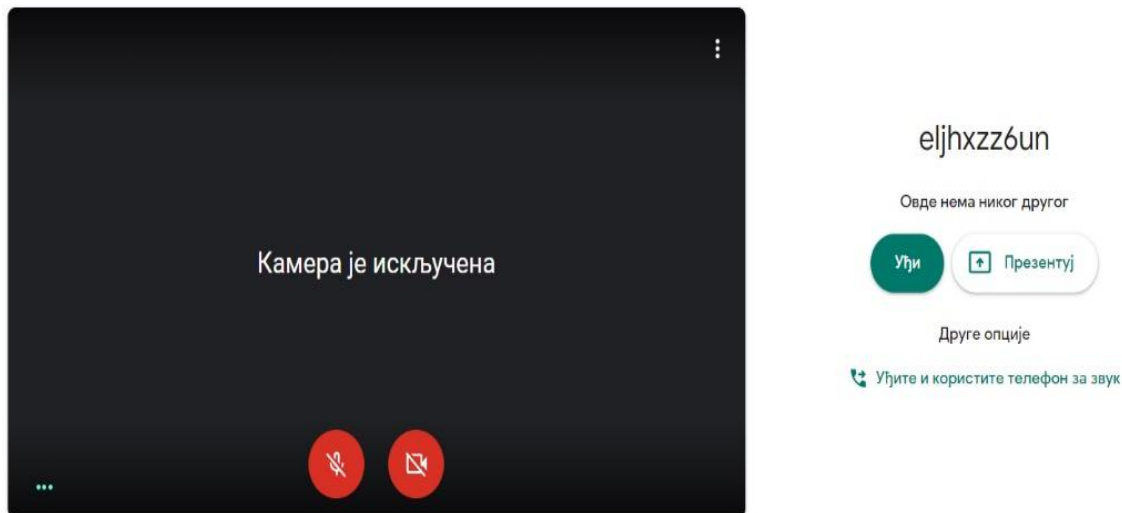 Камера је искључена
eljhxzz6un
Овде нема никог другог
Уђи
Презентуј
Друге опције
Уђите и користите телефон за звук